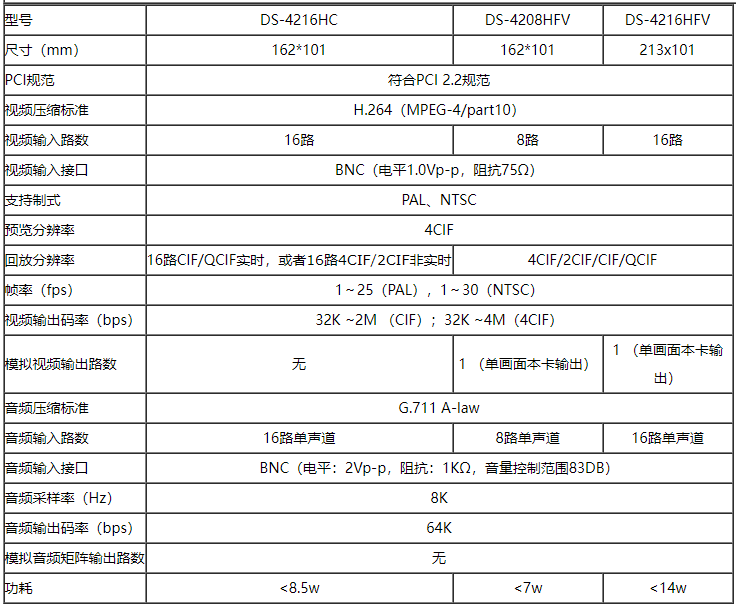 型号 DS-4216HC DS-4208HFV DS-4216HFV
尺寸（mm） 162*101 162*101 213x101
PCI规范 符合PCI 2.2规范
视频压缩标准 H.264（MPEG-4/part10）
视频输入路数 16路 8路 16路
视频输入接口 BNC（电平1.0Vp-p，阻抗75Ω）
支持制式 PAL、NTSC
预览分辨率 4CIF
回放分辨率 16路CIF/QCIF实时，或者16路4CIF/2CIF非实时 4CIF/2CIF/CIF/QCIF
帧率（fps） 1～25（PAL），1～30（NTSC）
视频输出码率（bps） 32K ~2M （CIF）；32K ~4M（4CIF）
模拟视频输出路数 无 1 （单画面本卡输出） 1 （单画面本卡输
出）
音频压缩标准 G.711 A-law
音频输入路数 16路单声道 8路单声道 16路单声道
音频输入接口 BNC（电平：2Vp-p，阻抗：1KΩ，音量控制范围83DB）
音频采样率（Hz） 8K
音频输出码率（bps） 64K
模拟音频矩阵输出路数 无
功耗 <8.5w <7w <14w